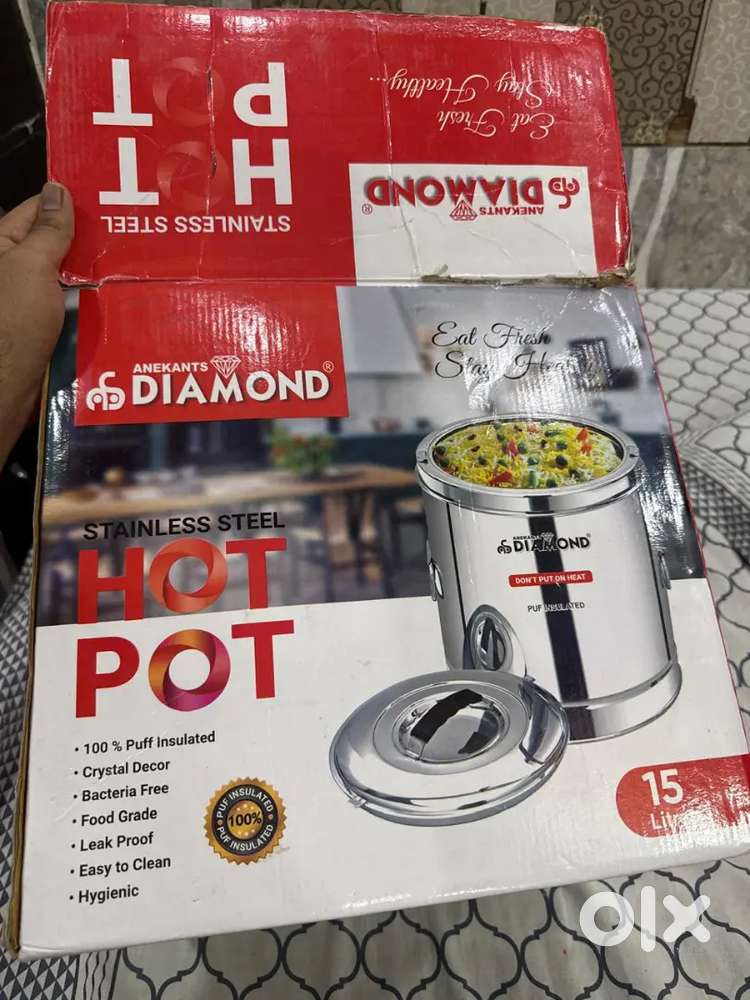 Eat Fresh
Stay Healthy...
HOT
POT
STAINLESS STEEL
ANEKANTS
DIAMOND®
ANEKANTS
DIAMOND®
Eat Fresh
Stay
STAINLESS STEEL
HOT
POT
• 100 % Puff Insulated
• Crystal Decor
• Bacteria Free
• Food Grade
• Leak Proof
• Easy to Clean
• Hygienic
PUF INSULATED
100%
PUF INSULATED
ANEKANTS
DIAMOND
DON'T PUT ON HEAT
PUF INSULATED
15
olx